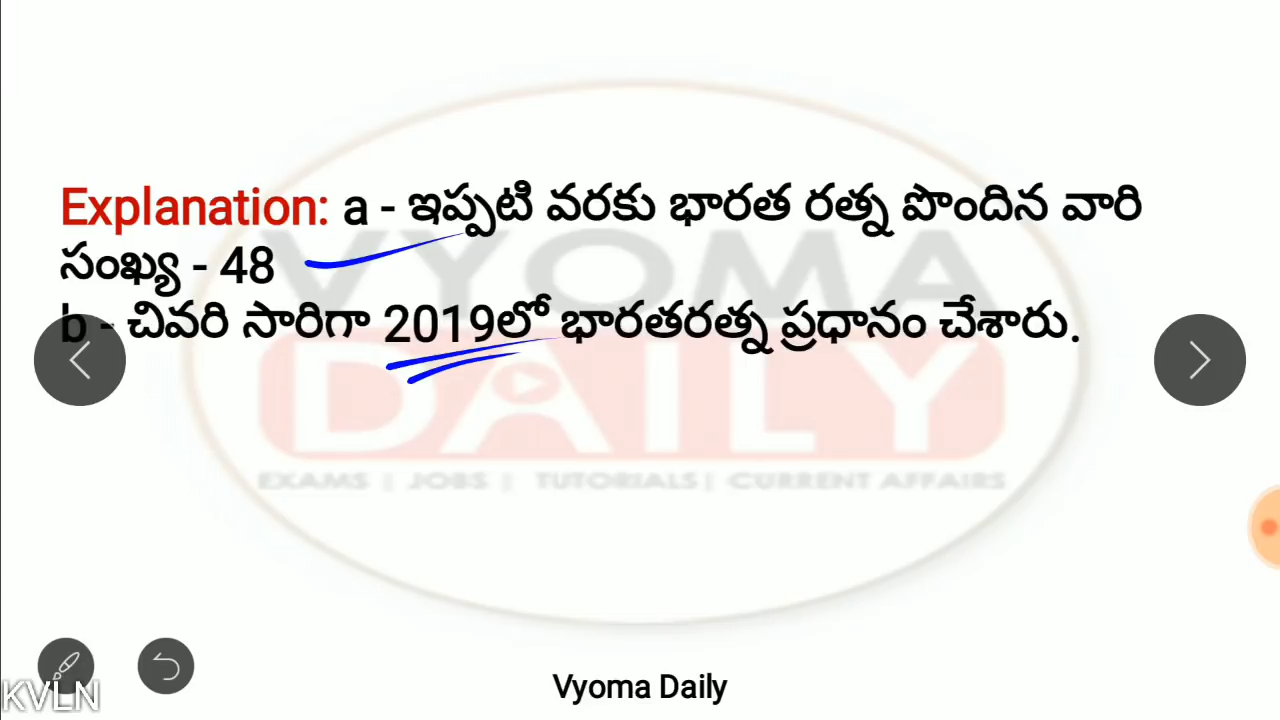 Explanation: a - ఇప్పటి వరకు భారత రత్న పొందిన వారి
సంఖ్య - 48
b - చివరి సారిగా 2019లో భారతరత్న ప్రధానం చేశారు.
VYOMA
DAILY
EXAMS | JOBS | TUTORIALS | CURRENT AFFAIRS
Vyoma Daily
KVLN